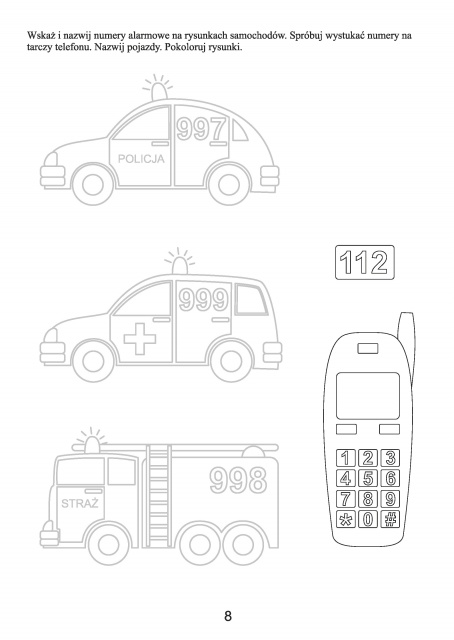 Wskaż i nazwij numery alarmowe na rysunkach samochodów. Spróbuj wystukać numery na
tarczy telefonu. Nazwij pojazdy. Pokoloruj rysunki.
997
POLICJA
112
999
998
STRAŻ
1 2 3
4 5 6
7 8 9
* 0 #
8